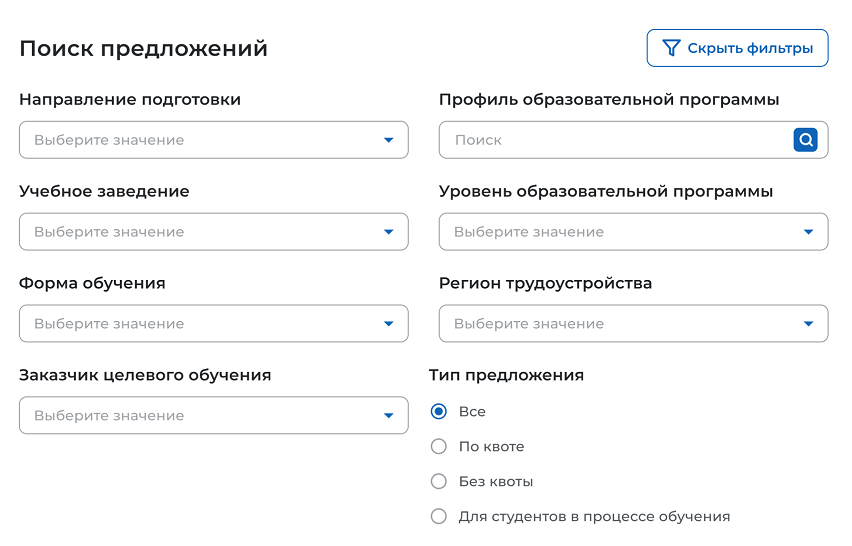 Поиск предложений
Скрыть фильтры
Направление подготовки
Профиль образовательной программы
Выберите значение
Поиск
Учебное заведение
Уровень образовательной программы
Выберите значение
Выберите значение
Форма обучения
Регион трудоустройства
Выберите значение
Выберите значение
Заказчик целевого обучения
Тип предложения
Выберите значение
Все
По квоте
Без квоты
Для студентов в процессе обучения